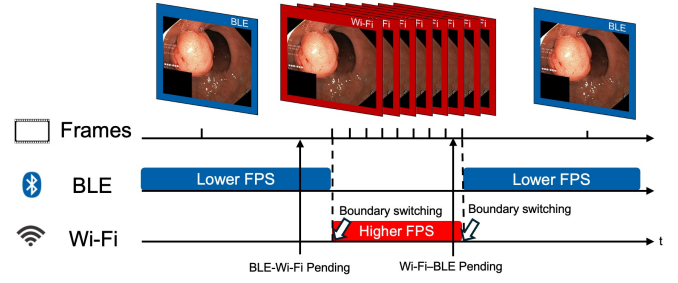 BLE
Wi-Fi
Fi
Fi
Fi
Fi
Fi
Fi
Fi
BLE
Frames
BLE
Lower FPS
Lower FPS
Boundary switching
Boundary switching
Wi-Fi
Higher FPS
t
BLE-Wi-Fi Pending
Wi-Fi–BLE Pending